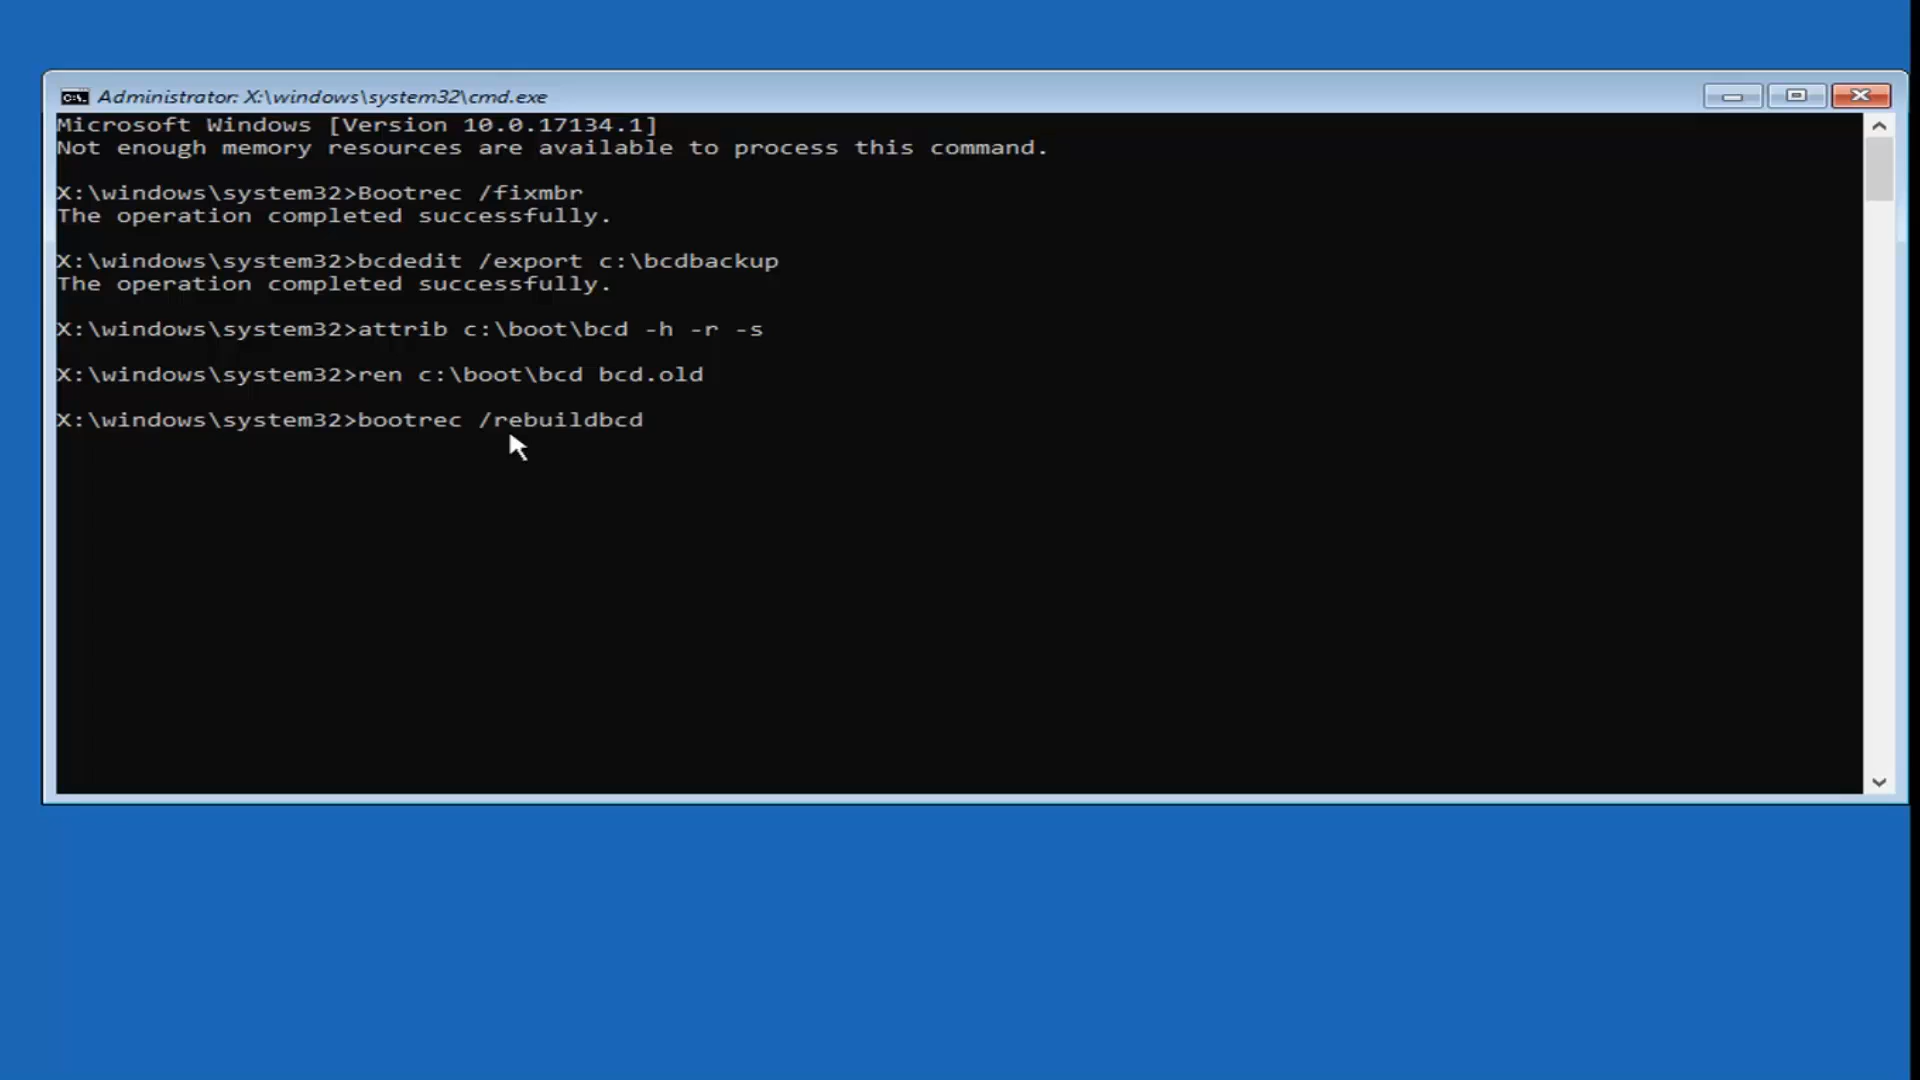 Administrator: X:\windows\system32\cmd.exe
Microsoft Windows [Version 10.0.17134.1]
Not enough memory resources are available to process this command.
X:\windows\system32>Bootrec /fixmbr
The operation completed successfully.
X:\windows\system32>bcdedit /export c:\bcdbackup
The operation completed successfully.
X:\windows\system32>attrib c:\boot\bcd -h -r -s
X:\windows\system32>ren c:\boot\bcd bcd.old
X:\windows\system32>bootrec /rebuildbcd